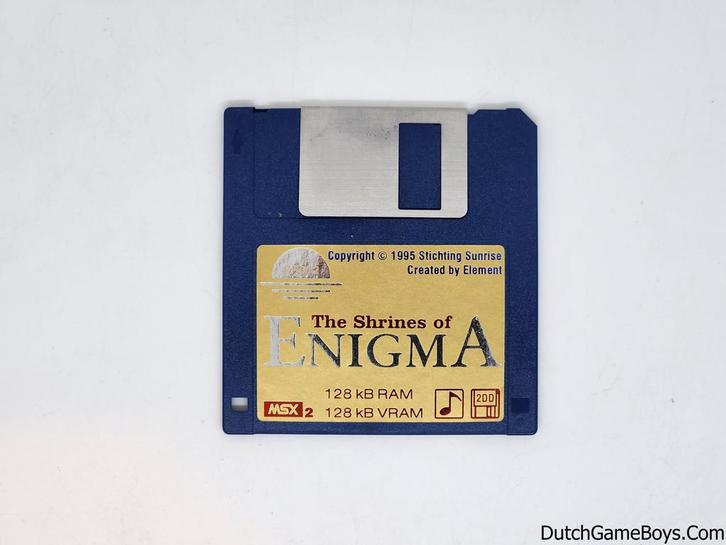 Copyright © 1995 Stichting Sunrise
Created by Element
The Shrines of
ENIGMA
128 kB RAM
MSX 2 128 kB VRAM
2DD
DutchGameBoys.Com